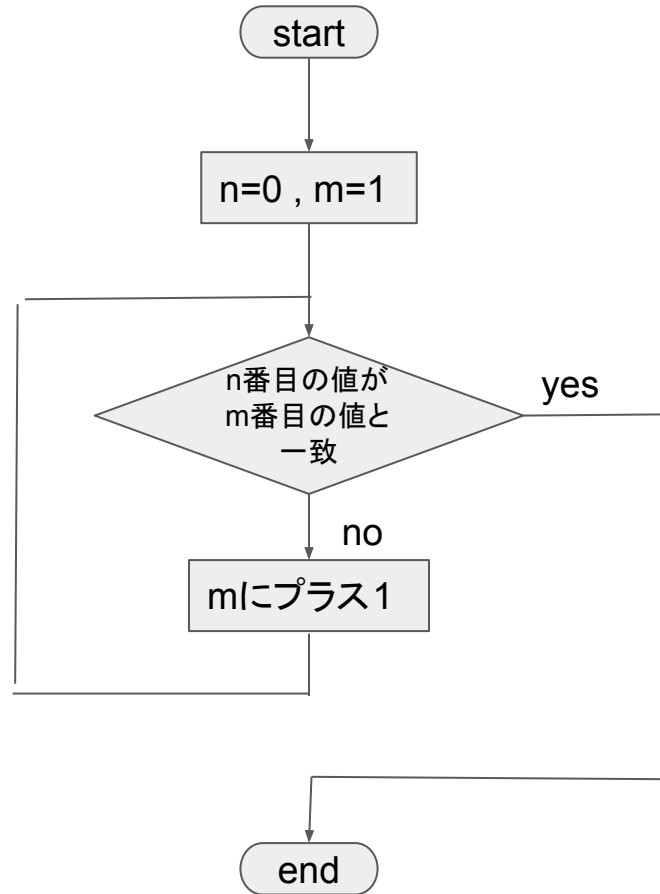 start
n=0 , m=1
n番目の値が
m番目の値と
一致
yes
no
mにプラス1
end